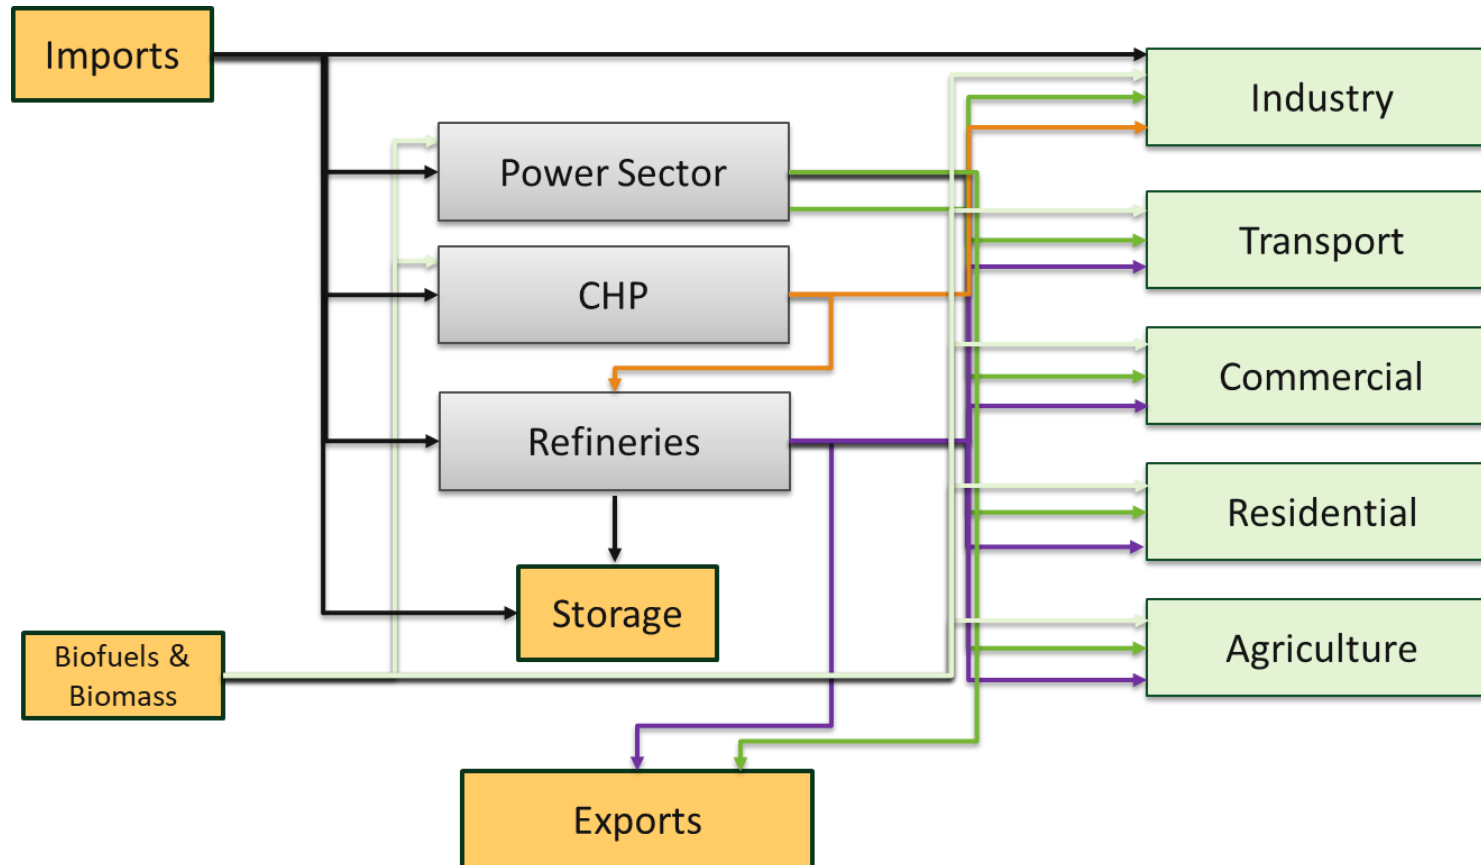 Imports
Industry
Power Sector
Transport
CHP
Commercial
Refineries
Residential
Storage
Biofuels &
Biomass
Agriculture
Exports